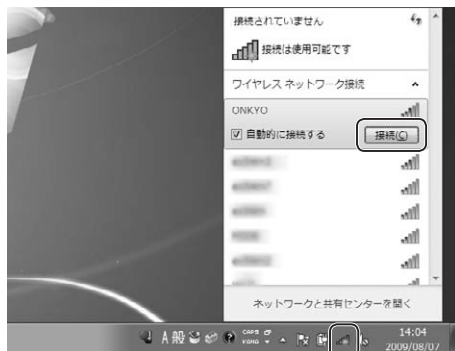 接続されていません
接続は使用可能です
ワイヤレス ネットワーク接続
ONKYO
自動的に接続する
接続(C)
ネットワークと共有センターを開く
A 般
CAPS
KANA
14:04
2009/08/07